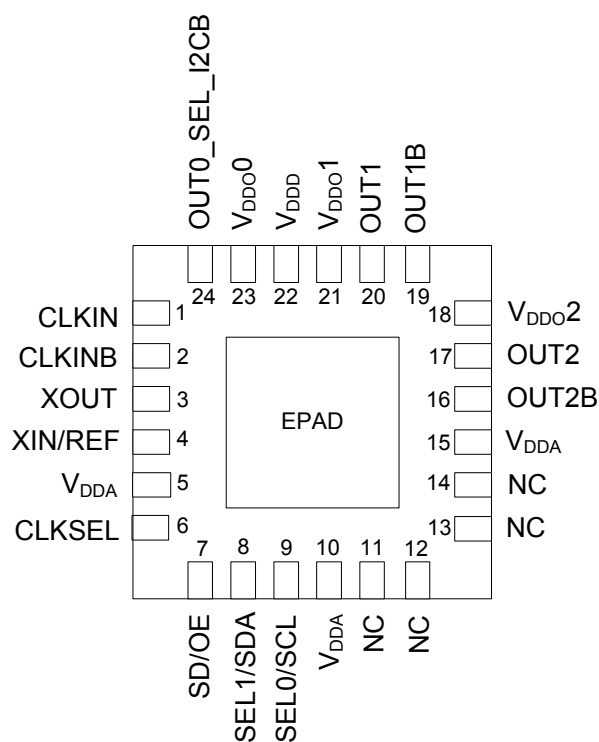 OUT0_SEL_I2CB
VDDO0
VDDD
VDDO1
OUT1
OUT1B
24
23
22
21
20
19
CLKIN
1
CLKINB
2
XOUT
3
XIN/REF
4
VDDA
5
CLKSEL
6
EPAD
18
VDDO2
17
OUT2
16
OUT2B
15
VDDA
14
NC
13
NC
7
8
9
10
11
12
SD/OE
SEL1/SDA
SEL0/SCL
VDDA
NC
NC